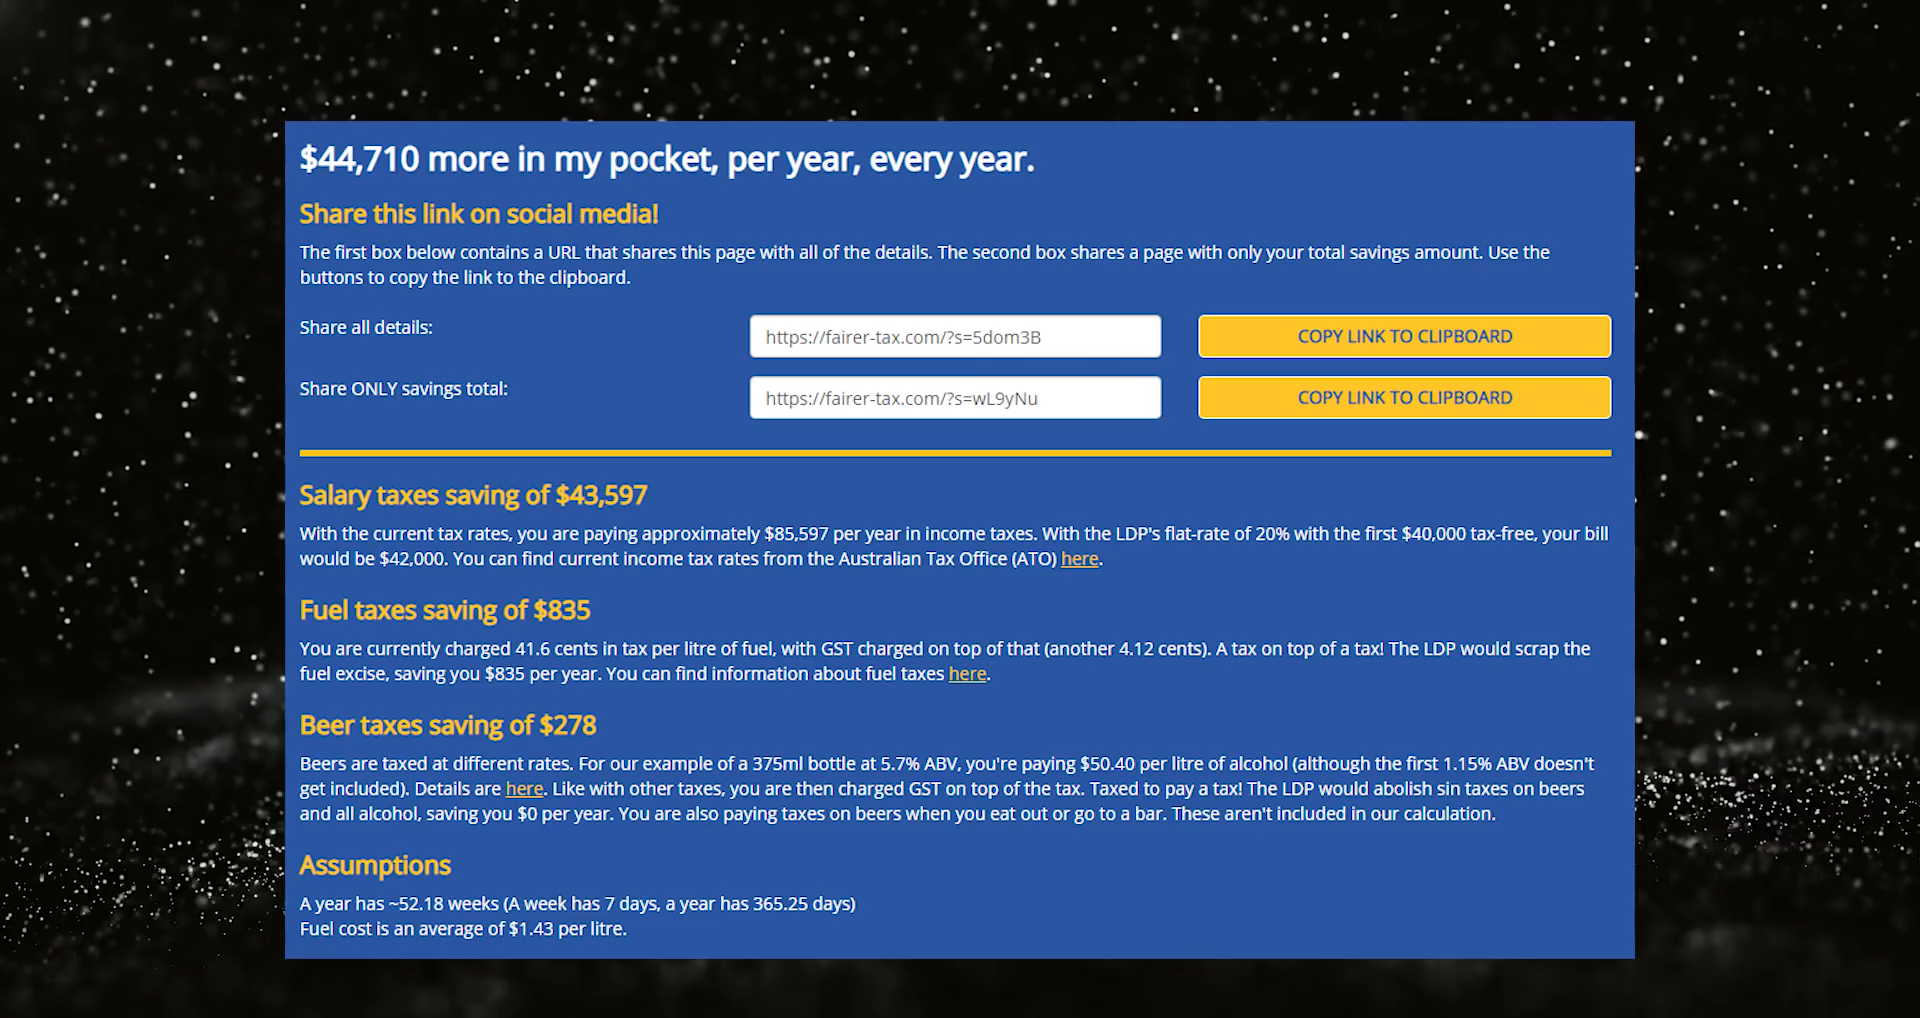 $44,710 more in my pocket, per year, every year.
Share this link on social media!
The first box below contains a URL that shares this page with all of the details. The second box shares a page with only your total savings amount. Use the
buttons to copy the link to the clipboard.
Share all details:
https://fairer-tax.com/?s=5dom3B
COPY LINK TO CLIPBOARD
Share ONLY savings total:
https://fairer-tax.com/?s=wL9yNu
COPY LINK TO CLIPBOARD
Salary taxes saving of $43,597
With the current tax rates, you are paying approximately $85,597 per year in income taxes. With the LDP's flat-rate of 20% with the first $40,000 tax-free, your bill
would be $42,000. You can find current income tax rates from the Australian Tax Office (ATO) here.
Fuel taxes saving of $835
You are currently charged 41.6 cents in tax per litre of fuel, with GST charged on top of that (another 4.12 cents). A tax on top of a tax! The LDP would scrap the
fuel excise, saving you $835 per year. You can find information about fuel taxes here.
Beer taxes saving of $278
Beers are taxed at different rates. For our example of a 375ml bottle at 5.7% ABV, you're paying $50.40 per litre of alcohol (although the first 1.15% ABV doesn't
get included). Details are here. Like with other taxes, you are then charged GST on top of the tax. Taxed to pay a tax! The LDP would abolish sin taxes on beers
and all alcohol, saving you $0 per year. You are also paying taxes on beers when you eat out or go to a bar. These aren't included in our calculation.
Assumptions
A year has ~52.18 weeks (A week has 7 days, a year has 365.25 days)
Fuel cost is an average of $1.43 per litre.